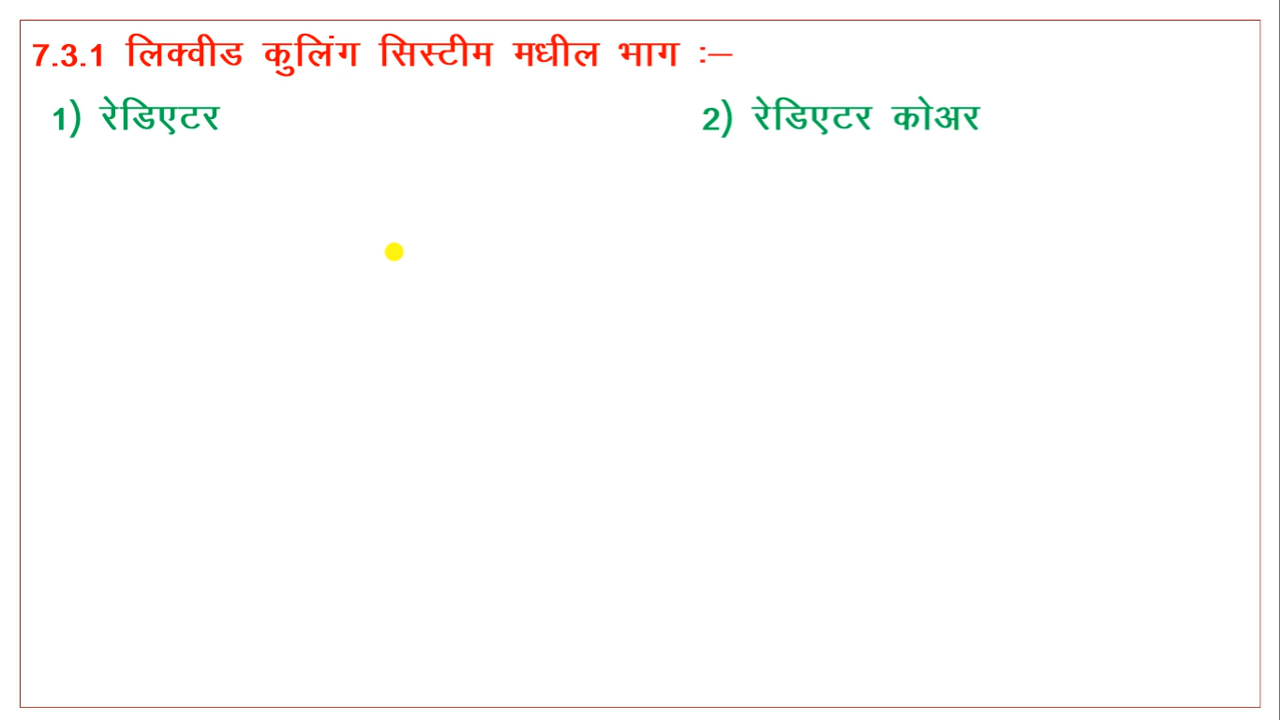 7.3.1 लिक्वीड कुलिंग सिस्टीम मधील भाग :–
1) रेडिएटर 2) रेडिएटर कोअर